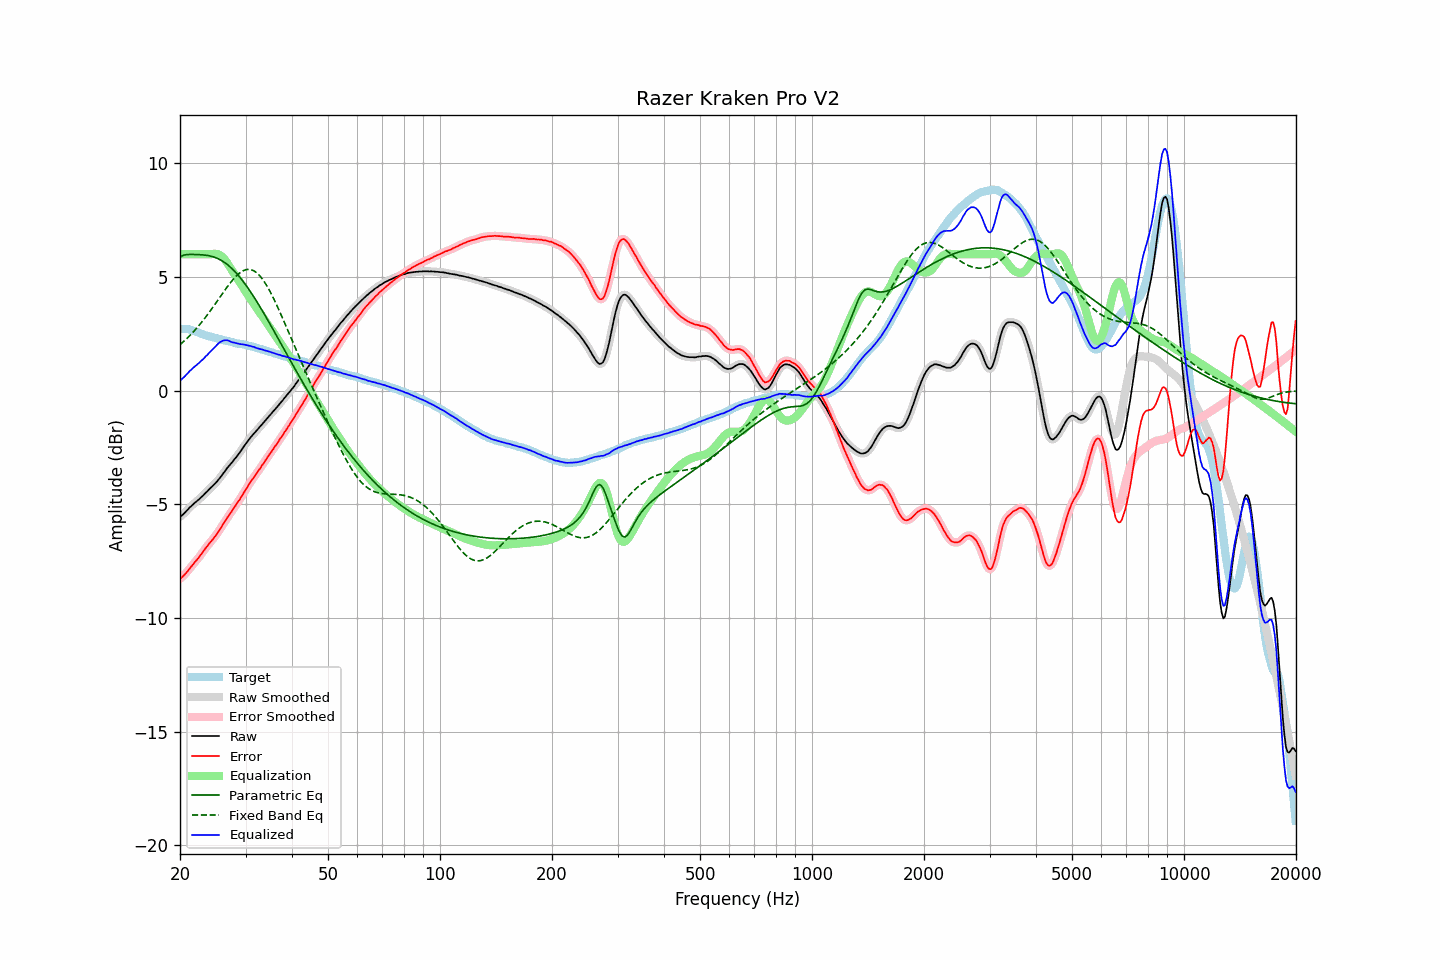 Razer Kraken Pro V2
Amplitude (dBr)
10
5
0
−5
−10
−15
−20
Target
Raw Smoothed
Error Smoothed
Raw
Error
Equalization
Parametric Eq
Fixed Band Eq
Equalized
20 50 100 200 500 1000 2000 5000 10000 20000
Frequency (Hz)